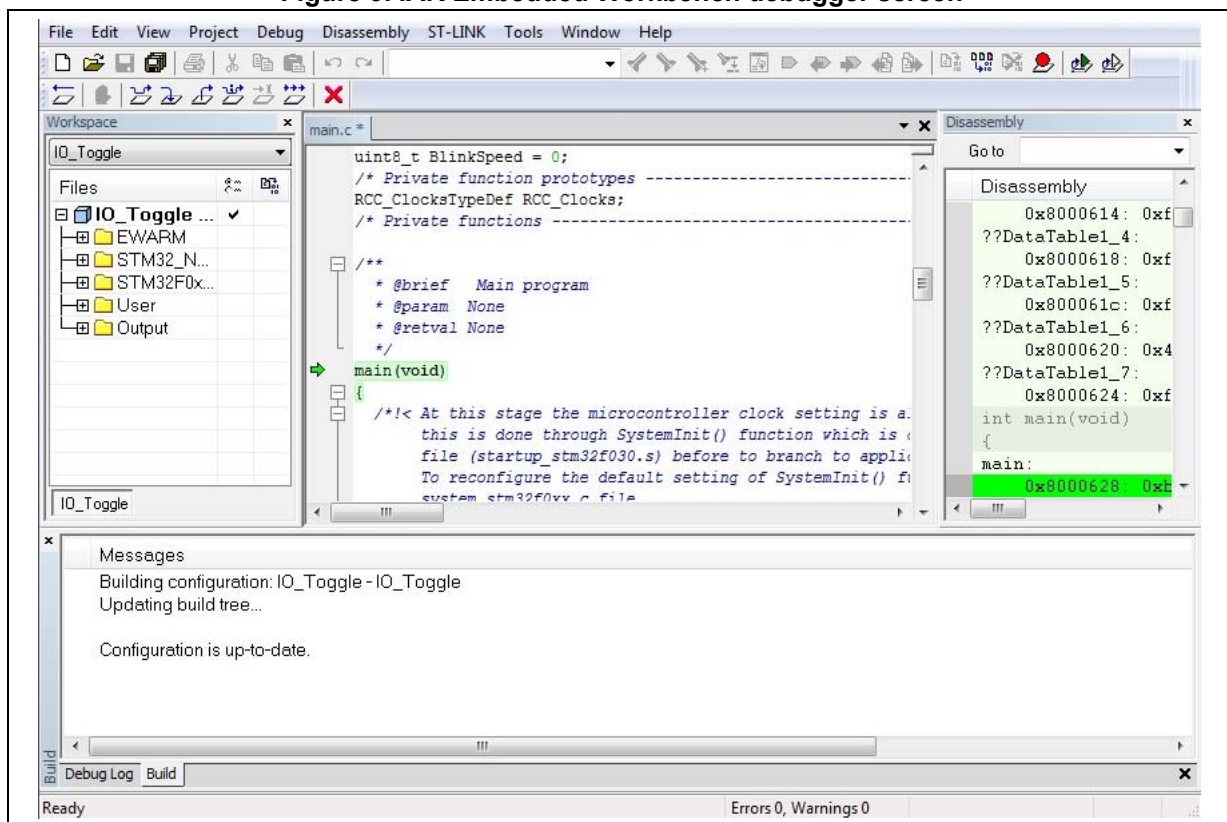 File Edit View Project Debug Disassembly ST-LINK Tools Window Help
Workspace
IO_Toggle
Files
IO_Toggle ...
EWARM
STM32_N...
STM32F0x...
User
Output
IO_Toggle
main.c *
uint8_t BlinkSpeed = 0;
/* Private function prototypes -----------------------------------
RCC_ClocksTypeDef RCC_Clocks;
/* Private functions ---------------------------------------------
/**
* @brief Main program
* @param None
* @retval None
*/
main(void)
{
/*!< At this stage the microcontroller clock setting is
this is done through SystemInit() function which is
file (startup_stm32f030.s) before to branch to
To reconfigure the default setting of SystemInit()
system_stm32f0xx.c file
Disassembly
Go to
Disassembly
0x8000614: 0xf
??DataTable1_4:
0x8000618: 0xf
??DataTable1_5:
0x800061c: 0xf
??DataTable1_6:
0x8000620: 0x4
??DataTable1_7:
0x8000624: 0xf
int main(void)
{
main:
0x8000628: 0xb
Messages
Building configuration: IO_Toggle - IO_Toggle
Updating build tree...
Configuration is up-to-date.
Build
Debug Log Build
Ready Errors 0, Warnings 0